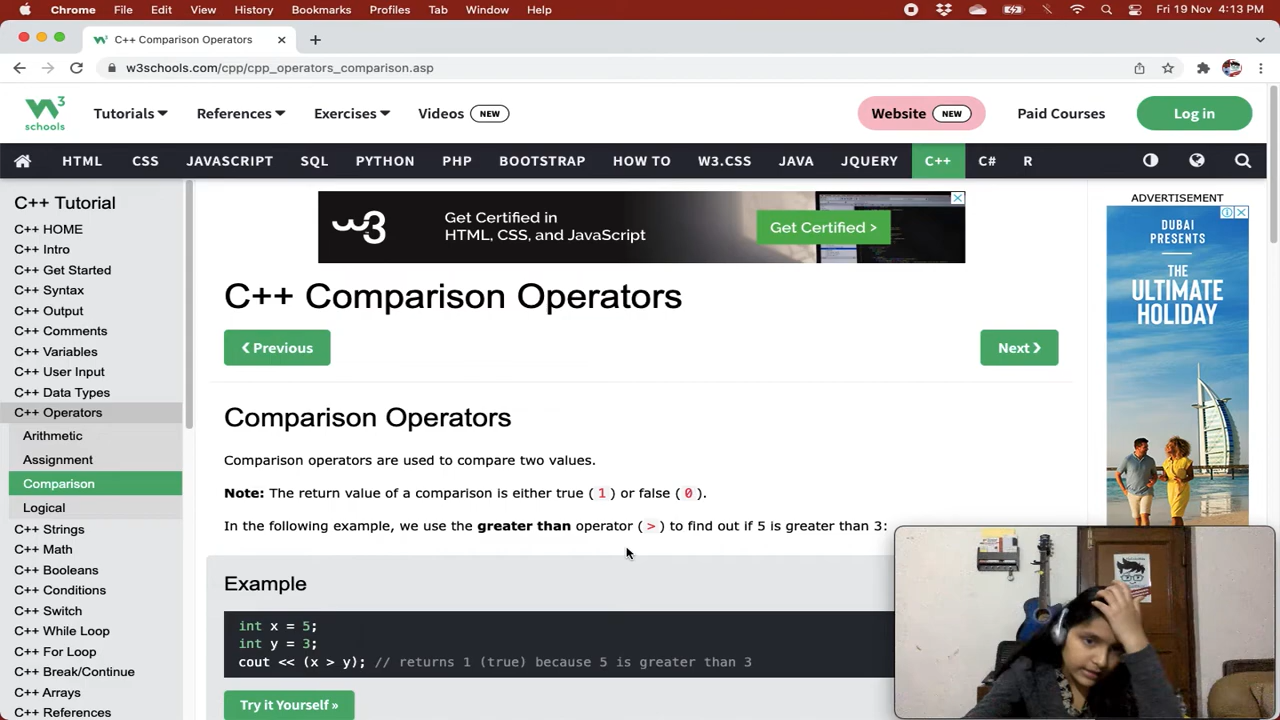 Chrome File Edit View History Bookmarks Profiles Tab Window Help Fri 19 Nov 4:13 PM
C++ Comparison Operators
w3schools.com/cpp/cpp_operators_comparison.asp
w3 schools Tutorials References Exercises Videos NEW Website NEW Paid Courses Log in
HTML CSS JAVASCRIPT SQL PYTHON PHP BOOTSTRAP HOW TO W3.CSS JAVA JQUERY C++ C# R
C++ Tutorial
C++ HOME
C++ Intro
C++ Get Started
C++ Syntax
C++ Output
C++ Comments
C++ Variables
C++ User Input
C++ Data Types
C++ Operators
Arithmetic
Assignment
Comparison
Logical
C++ Strings
C++ Math
C++ Booleans
C++ Conditions
C++ Switch
C++ While Loop
C++ For Loop
C++ Break/Continue
C++ Arrays
C++ References
w3
Get Certified in
HTML, CSS, and JavaScript
Get Certified >
C++ Comparison Operators
❮ Previous
Next ❯
Comparison Operators
Comparison operators are used to compare two values.
Note: The return value of a comparison is either true (1) or false (0).
In the following example, we use the greater than operator (>) to find out if 5 is greater than 3:
Example
int x = 5;
int y = 3;
cout << (x > y); // returns 1 (true) because 5 is greater than 3
Try it Yourself »
ADVERTISEMENT
DUBAI
PRESENTS
THE
ULTIMATE
HOLIDAY